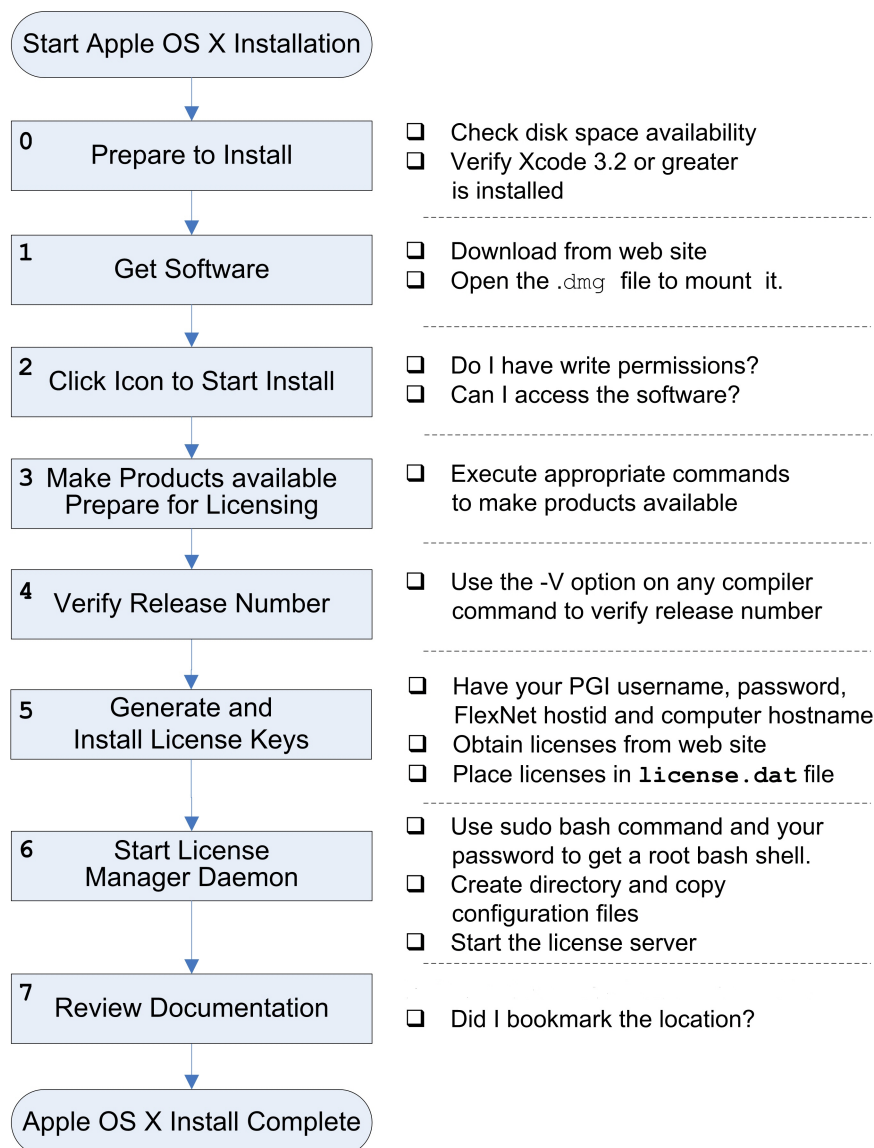 Start Apple OS X Installation
0
Prepare to Install
❑ Check disk space availability
❑ Verify Xcode 3.2 or greater
is installed
1
Get Software
❑ Download from web site
❑ Open the .dmg file to mount it.
2
Click Icon to Start Install
❑ Do I have write permissions?
❑ Can I access the software?
3
Make Products available
Prepare for Licensing
❑ Execute appropriate commands
to make products available
4
Verify Release Number
❑ Use the -V option on any compiler
command to verify release number
5
Generate and
Install License Keys
❑ Have your PGI username, password,
FlexNet hostid and computer hostname
❑ Obtain licenses from web site
❑ Place licenses in license.dat file
6
Start License
Manager Daemon
❑ Use sudo bash command and your
password to get a root bash shell.
❑ Create directory and copy
configuration files
❑ Start the license server
7
Review Documentation
❑ Did I bookmark the location?
Apple OS X Install Complete